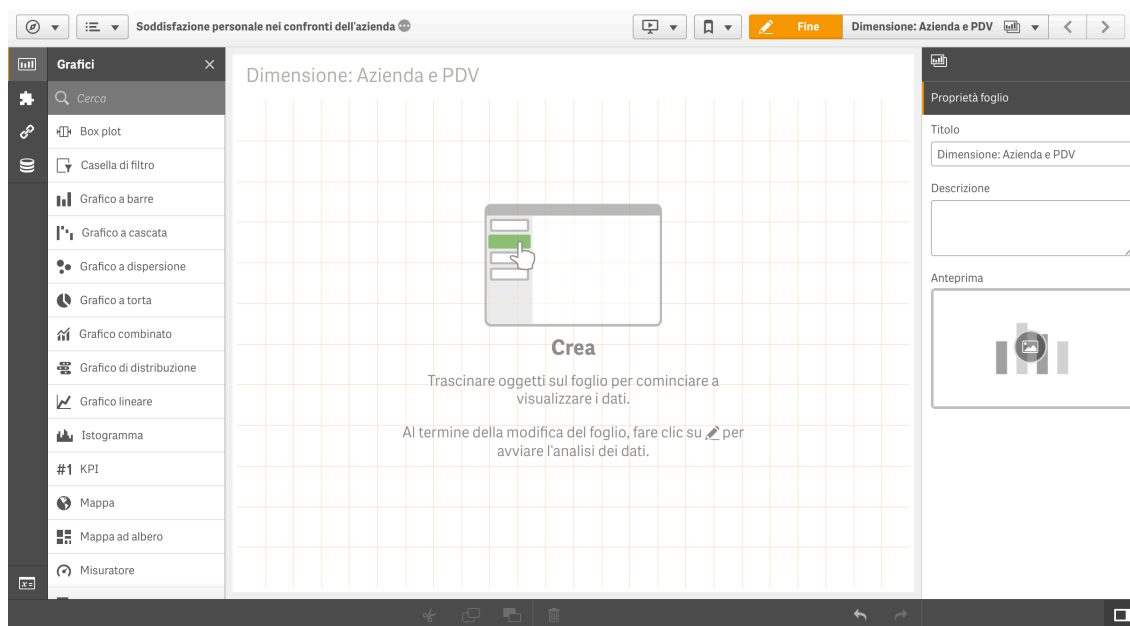 Soddisfazione personale nei confronti dell'azienda
Fine
Dimensione: Azienda e PDV
Grafici
Cerca
Box plot
Casella di filtro
Grafico a barre
Grafico a cascata
Grafico a dispersione
Grafico a torta
Grafico combinato
Grafico di distribuzione
Grafico lineare
Istogramma
#1 KPI
Mappa
Mappa ad albero
Misuratore
x=
Dimensione: Azienda e PDV
Crea
Trascinare oggetti sul foglio per cominciare a
visualizzare i dati.
Al termine della modifica del foglio, fare clic su per
avviare l'analisi dei dati.
Proprietà foglio
Titolo
Dimensione: Azienda e PDV
Descrizione
Anteprima